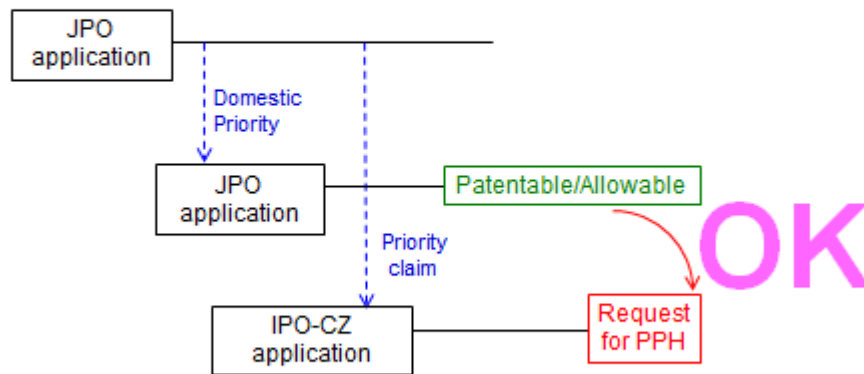 JPO
application
Domestic
Priority
JPO
application
Patentable/Allowable
OK
Priority
claim
IPO-CZ
application
Request
for PPH